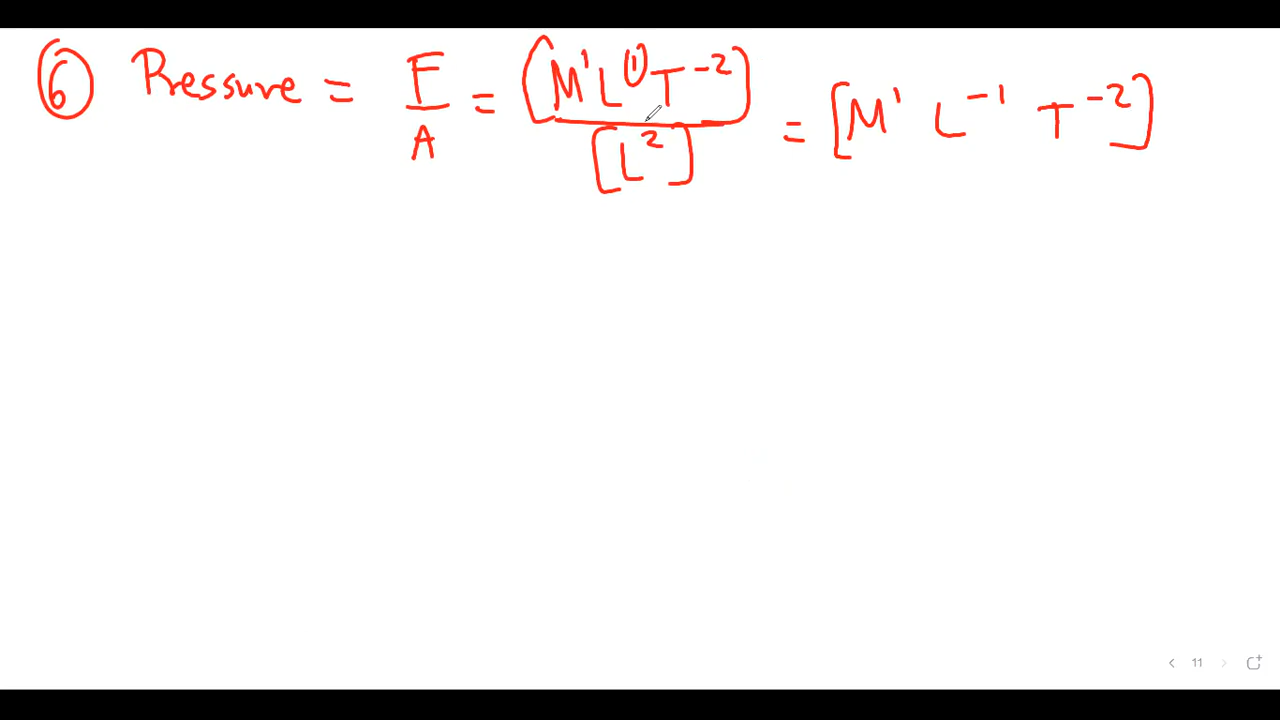 ⑥ Pressure = F/A = [M¹L⁽¹⁾T⁻²]/[L²] = [M¹ L⁻¹ T⁻²]
< 11 >